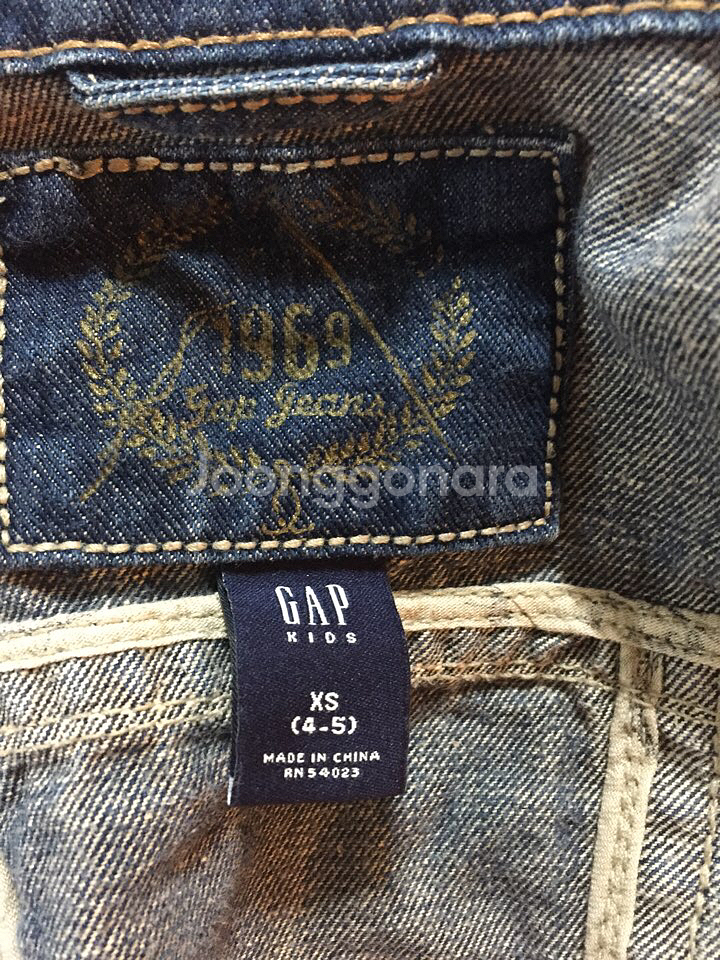 1969
Gap Jeans
Joonggonara
GAP
KIDS
XS
(4-5)
MADE IN CHINA
RN 54023